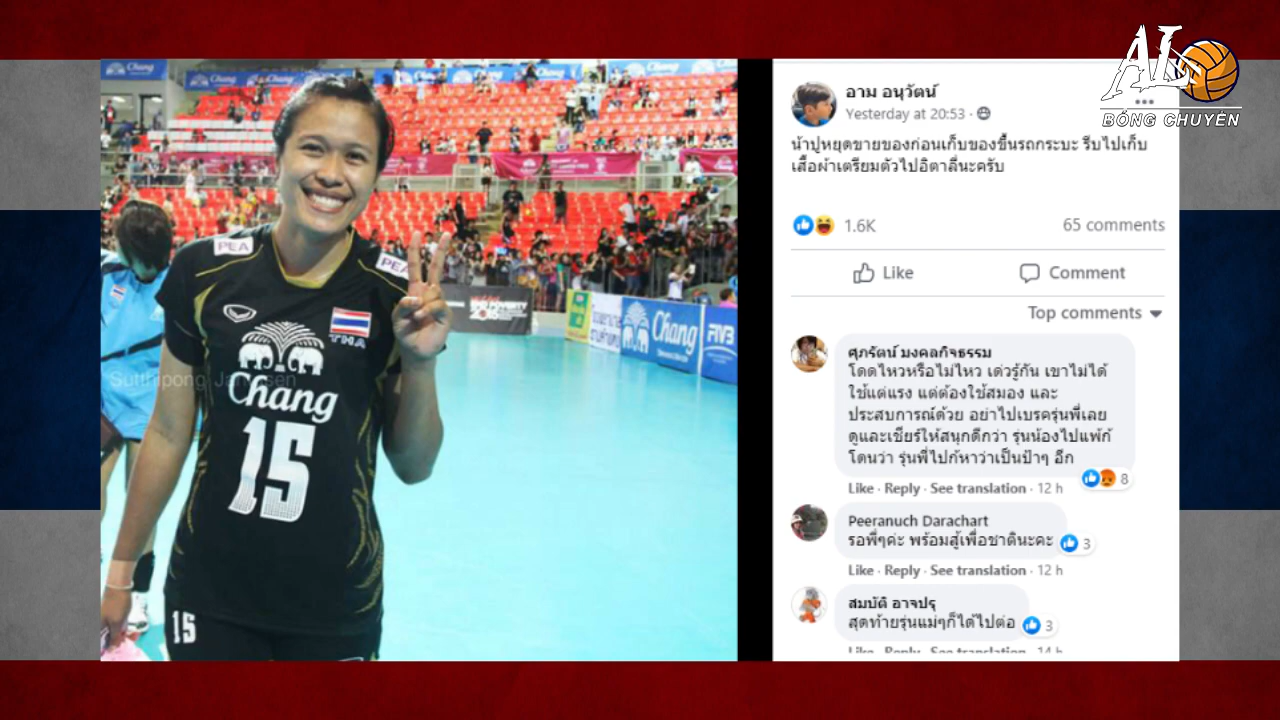 AL
BÓNG CHUYỀN
Chang
Chang
Chang
Chang
PEA
PEA
THA
Chang
15
15
Chang
FIVB
Sutthipong
อาม อนุวัตน์
Yesterday at 20:53 ·
น้าปูหยุดขายของก่อนเก็บของขึ้นรถกระบะ รีบไปเก็บ
เสื้อผ้าเตรียมตัวไปอิตาลี่นะครับ
1.6K
65 comments
Like
Comment
Top comments
ศุภรัตน์ มงคลกิจธรรม
โดดไหวหรือไม่ไหว เด่วรู้กัน เขาไม่ได้
ใช้แต่แรง แต่ต้องใช้สมอง และ
ประสบการณ์ด้วย อย่าไปเบรครุ่นพี่เลย
ดูและเชียร์ให้สนุกดีกว่า รุ่นน้องไปแพ้ก้
โดนว่า รุ่นพี่ไปก้หาว่าเป็นป้าๆ อีก
8
Like · Reply · See translation · 12 h
Peeranuch Darachart
รอพี่ๆค่ะ พร้อมสู้เพื่อชาตินะคะ
3
Like · Reply · See translation · 12 h
สมบัติ อาจปรุ
สุดท้ายรุ่นแม่ๆก็ได้ไปต่อ
3
Like · Reply · See translation · 14 h